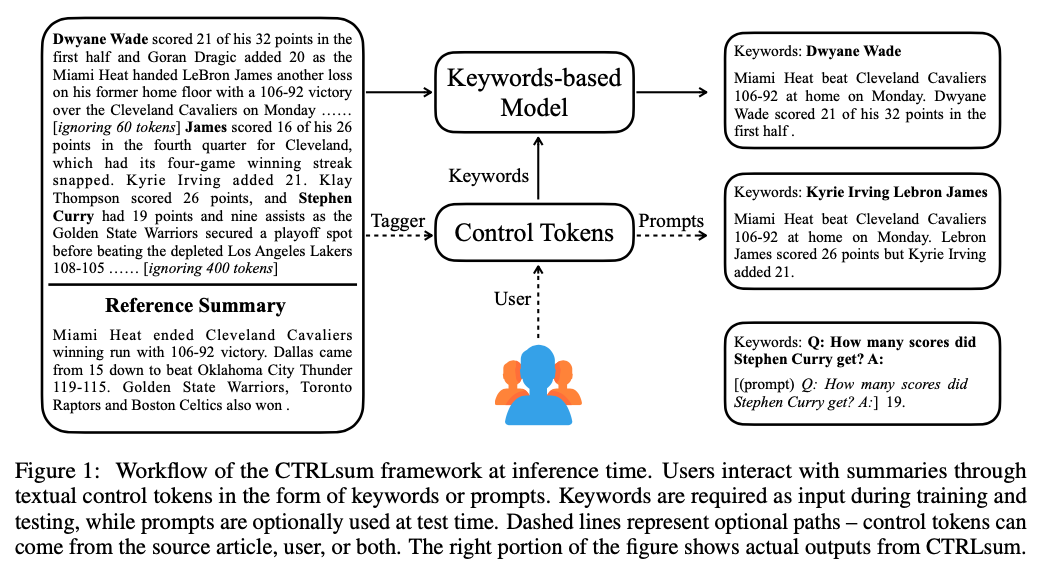 Dwyane Wade scored 21 of his 32 points in the
first half and Goran Dragic added 20 as the
Miami Heat handed LeBron James another loss
on his former home floor with a 106-92 victory
over the Cleveland Cavaliers on Monday ……
[ignoring 60 tokens] James scored 16 of his 26
points in the fourth quarter for Cleveland,
which had its four-game winning streak
snapped. Kyrie Irving added 21. Klay
Thompson scored 26 points, and Stephen
Curry had 19 points and nine assists as the
Golden State Warriors secured a playoff spot
before beating the depleted Los Angeles Lakers
108-105 …… [ignoring 400 tokens]
Reference Summary
Miami Heat ended Cleveland Cavaliers
winning run with 106-92 victory. Dallas came
from 15 down to beat Oklahoma City Thunder
119-115. Golden State Warriors, Toronto
Raptors and Boston Celtics also won .
Keywords-based
Model
Keywords
Tagger
Control Tokens
Prompts
User
Keywords: Dwyane Wade
Miami Heat beat Cleveland Cavaliers
106-92 at home on Monday. Dwyane
Wade scored 21 of his 32 points in the
first half .
Keywords: Kyrie Irving Lebron James
Miami Heat beat Cleveland Cavaliers
106-92 at home on Monday. Lebron
James scored 26 points but Kyrie Irving
added 21.
Keywords: Q: How many scores did
Stephen Curry get? A:
[(prompt) Q: How many scores did
Stephen Curry get? A:] 19.
Figure 1: Workflow of the CTRLsum framework at inference time. Users interact with summaries through
textual control tokens in the form of keywords or prompts. Keywords are required as input during training and
testing, while prompts are optionally used at test time. Dashed lines represent optional paths – control tokens can
come from the source article, user, or both. The right portion of the figure shows actual outputs from CTRLsum.